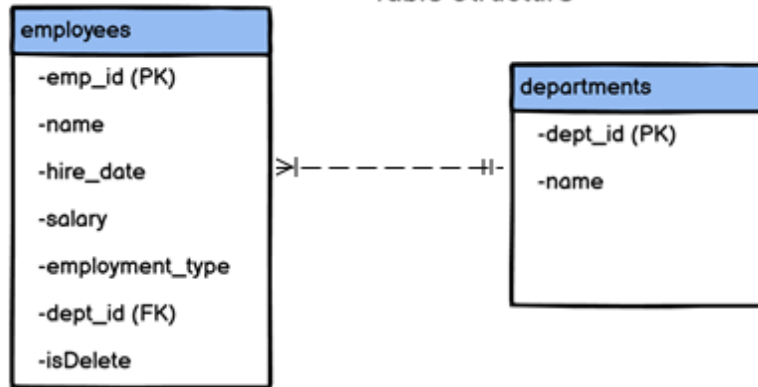 employees
-emp_id (PK)
-name
-hire_date
-salary
-employment_type
-dept_id (FK)
-isDelete
departments
-dept_id (PK)
-name